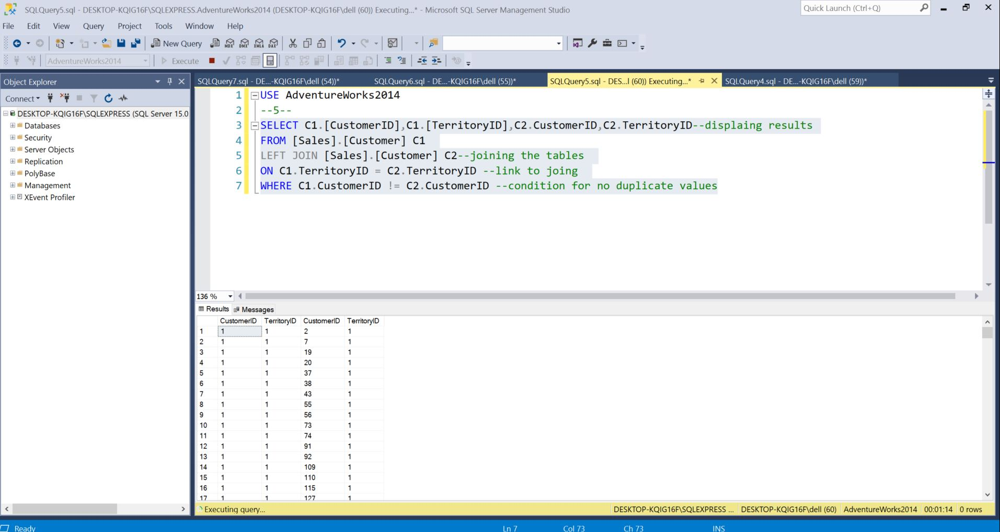 SQLQuery5.sql - DESKTOP-KQIG16F\SQLEXPRESS.AdventureWorks2014 (DESKTOP-KQIG16F\dell (60)) Executing...* - Microsoft SQL Server Management Studio
Quick Launch (Ctrl+Q)
File Edit View Query Project Tools Window Help
New Query MDX DMX XMLA DAX
AdventureWorks2014 Execute
Object Explorer
Connect
DESKTOP-KQIG16F\SQLEXPRESS (SQL Server 15.0
Databases
Security
Server Objects
Replication
PolyBase
Management
XEvent Profiler
SQLQuery7.sql - DE...-KQIG16F\dell (54))* SQLQuery6.sql - DE...-KQIG16F\dell (55))* SQLQuery5.sql - DES...l (60)) Executing...* SQLQuery4.sql - DE...-KQIG16F\dell (59))*
1 USE AdventureWorks2014
2 --5--
3 SELECT C1.[CustomerID],C1.[TerritoryID],C2.CustomerID,C2.TerritoryID--displaing results
4 FROM [Sales].[Customer] C1
5 LEFT JOIN [Sales].[Customer] C2--joining the tables
6 ON C1.TerritoryID = C2.TerritoryID --link to joing
7 WHERE C1.CustomerID != C2.CustomerID --condition for no duplicate values
136 %
Results Messages
CustomerID TerritoryID CustomerID TerritoryID
1 1 1 2 1
2 1 1 7 1
3 1 1 19 1
4 1 1 20 1
5 1 1 37 1
6 1 1 38 1
7 1 1 43 1
8 1 1 55 1
9 1 1 56 1
10 1 1 73 1
11 1 1 74 1
12 1 1 91 1
13 1 1 92 1
14 1 1 109 1
15 1 1 110 1
16 1 1 115 1
17 1 1 127 1
Executing query... DESKTOP-KQIG16F\SQLEXPRESS ... DESKTOP-KQIG16F\dell (60) AdventureWorks2014 00:01:14 0 rows
Ready Ln 7 Col 73 Ch 73 INS